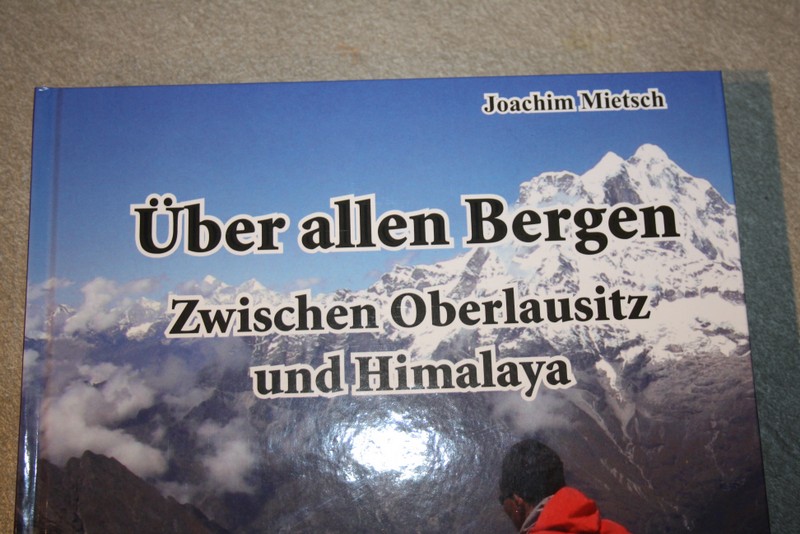 Joachim Mietsch
Über allen Bergen
Zwischen Oberlausitz
und Himalaya